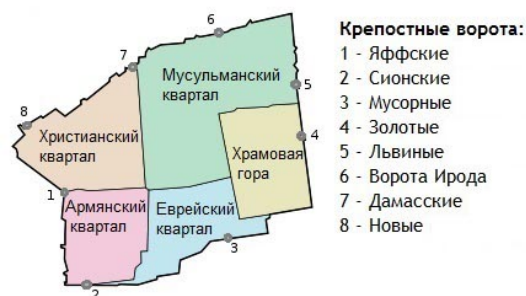 Крепостные ворота:
1 - Яффские
2 - Сионские
3 - Мусорные
4 - Золотые
5 - Львиные
6 - Ворота Ирода
7 - Дамасские
8 - Новые
6
7
Мусульманский
квартал
5
8
Христианский
квартал
4
Храмовая
гора
1
Армянский
квартал
Еврейский
квартал
3
2